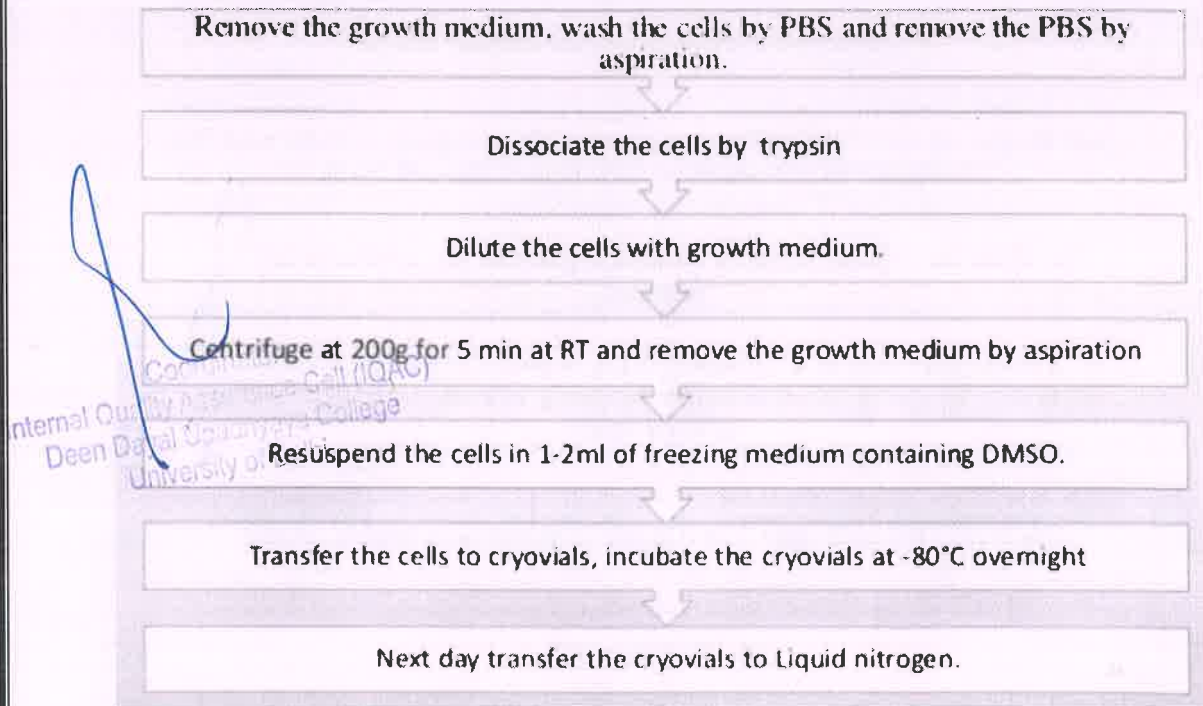 Remove the growth medium, wash the cells by PBS and remove the PBS by
aspiration.
Dissociate the cells by trypsin
Dilute the cells with growth medium.
Centrifuge at 200g for 5 min at RT and remove the growth medium by aspiration
Internal Quality Assurance Cell (IQAC)
Deen Dayal Upadhyaya College
University of
Resuspend the cells in 1-2ml of freezing medium containing DMSO.
Transfer the cells to cryovials, incubate the cryovials at -80°C overnight
Next day transfer the cryovials to Liquid nitrogen.